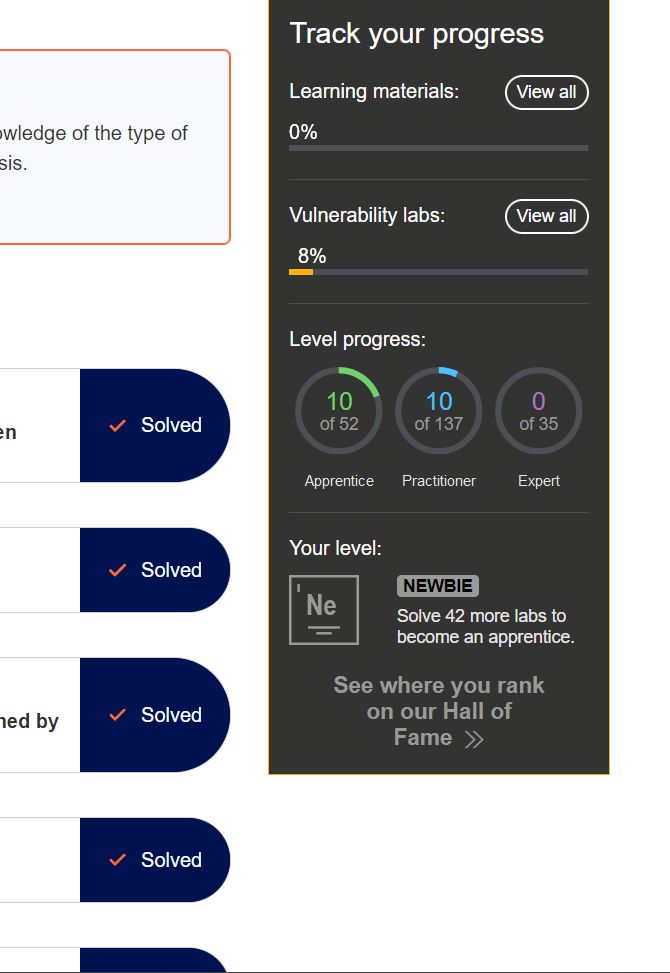 owledge of the type of
sis.
en
Solved
Solved
ned by
Solved
Solved
Track your progress
Learning materials:
View all
0%
Vulnerability labs:
View all
8%
Level progress:
10
of 52
10
of 137
0
of 35
Apprentice
Practitioner
Expert
Your level:
Ne
NEWBIE
Solve 42 more labs to
become an apprentice.
See where you rank
on our Hall of
Fame